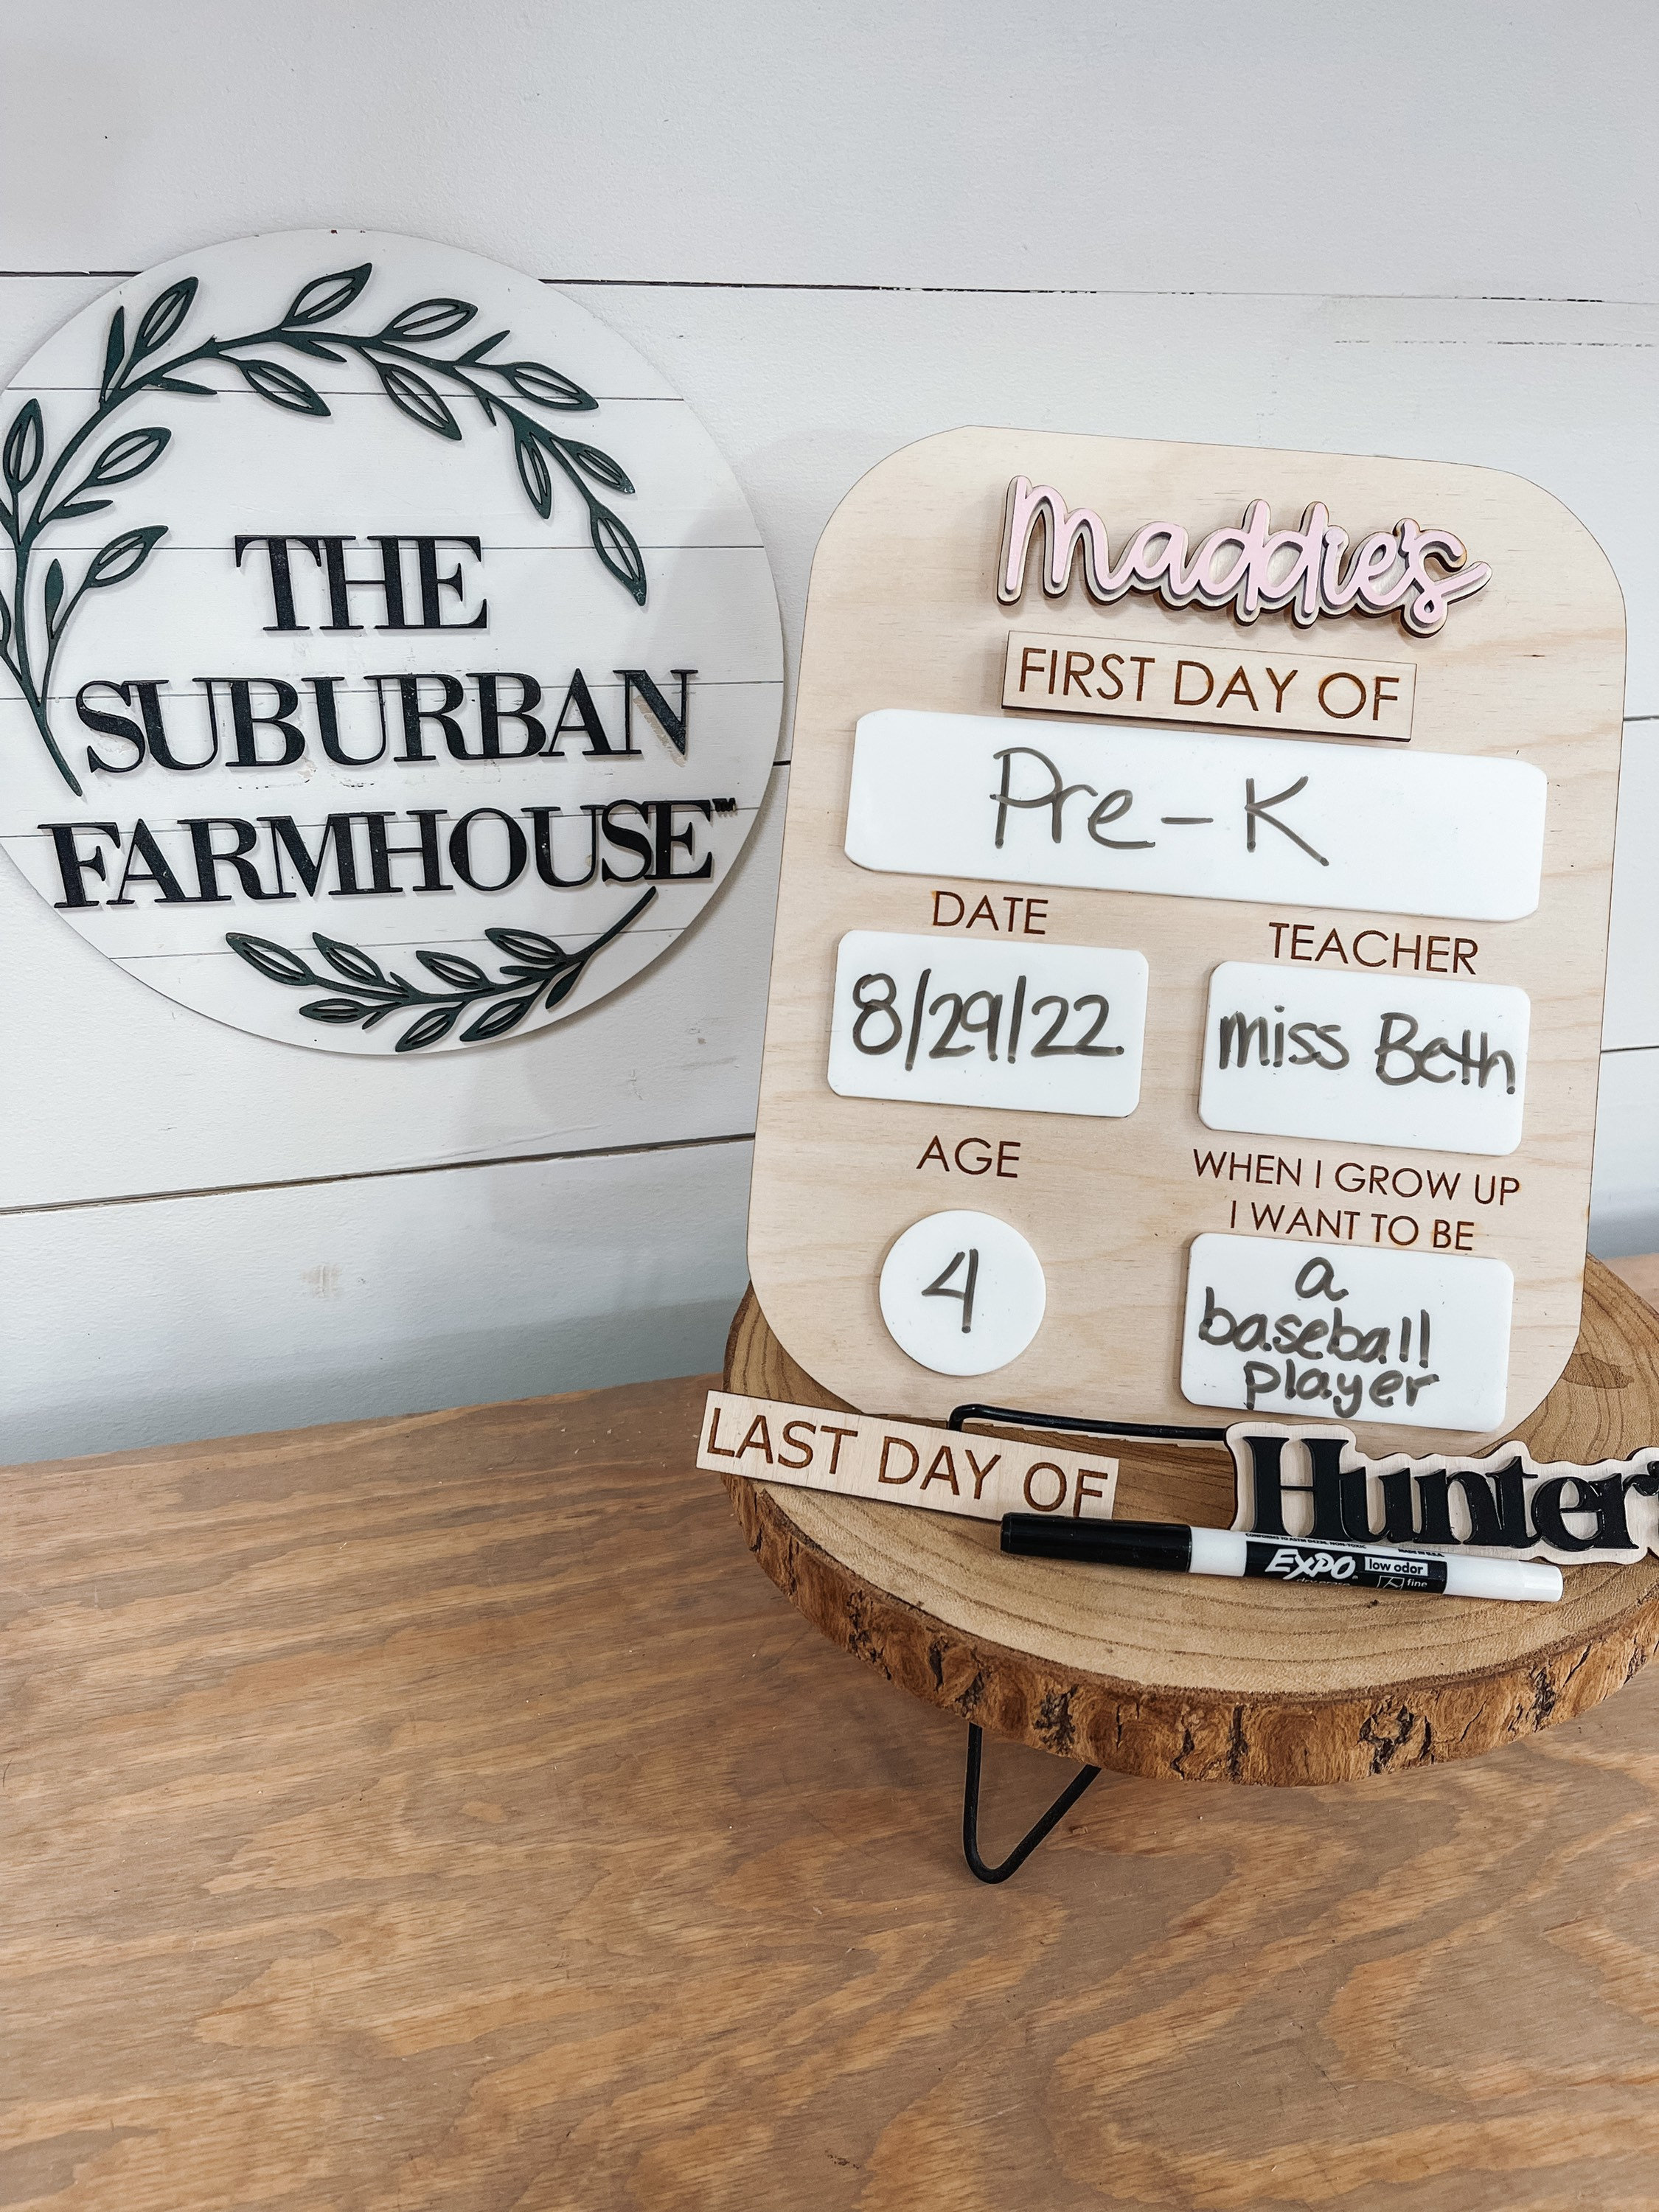 THE
SUBURBAN
FARMHOUSE™
Maddie's
FIRST DAY OF
Pre-K
DATE
8/29/22
TEACHER
miss Beth
AGE
4
WHEN I GROW UP
I WANT TO BE
a
baseball
player
LAST DAY OF
Hunter'
EXPO
low odor
fine